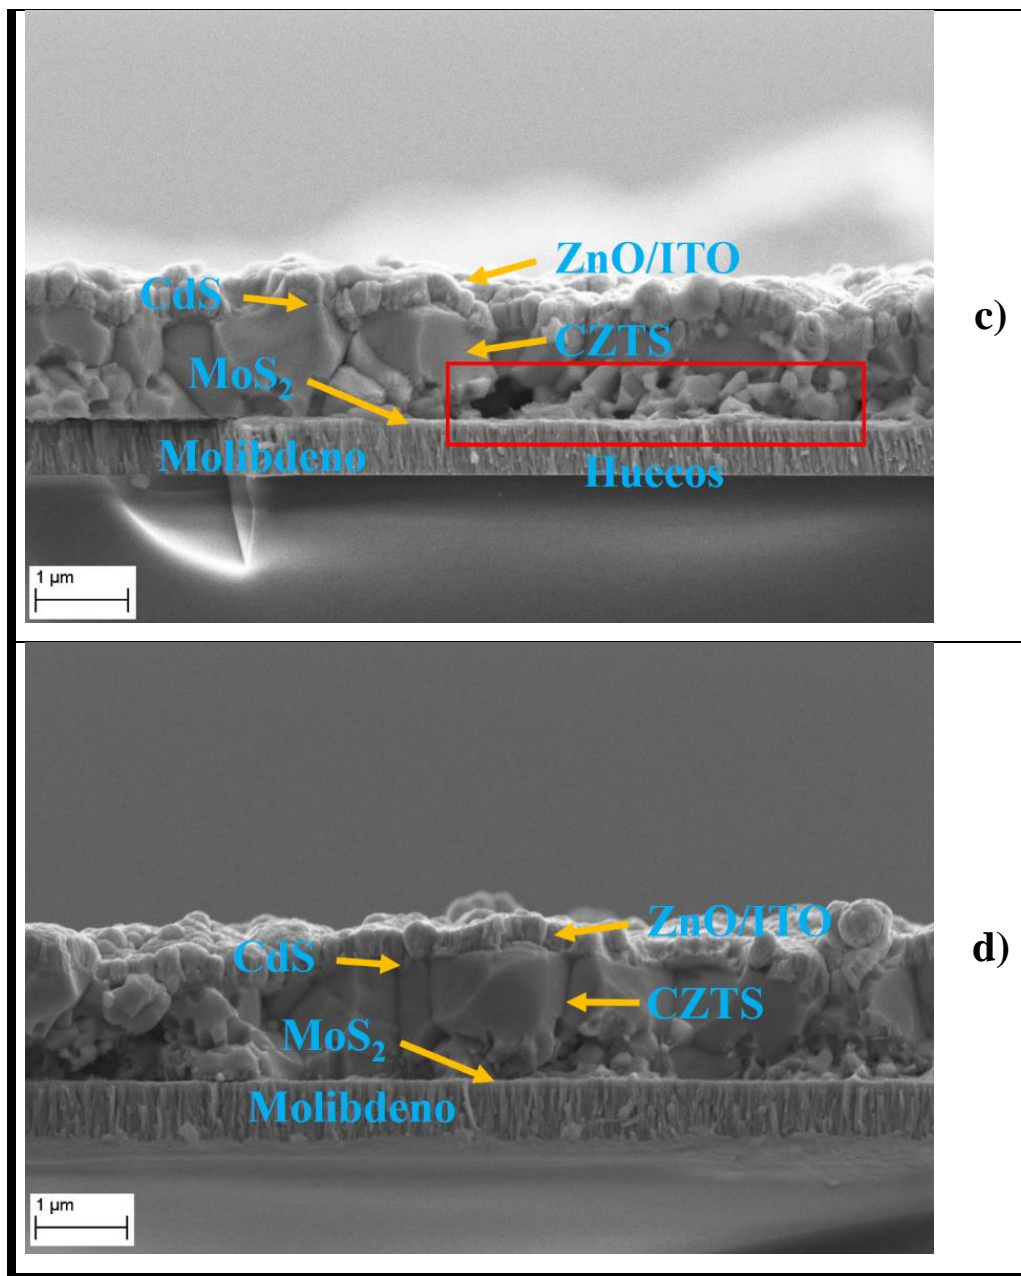 ZnO/ITO
CdS
CZTS
MoS₂
Molibdeno
Huecos
1 µm
c)
ZnO/ITO
CdS
CZTS
MoS₂
Molibdeno
1 µm
d)